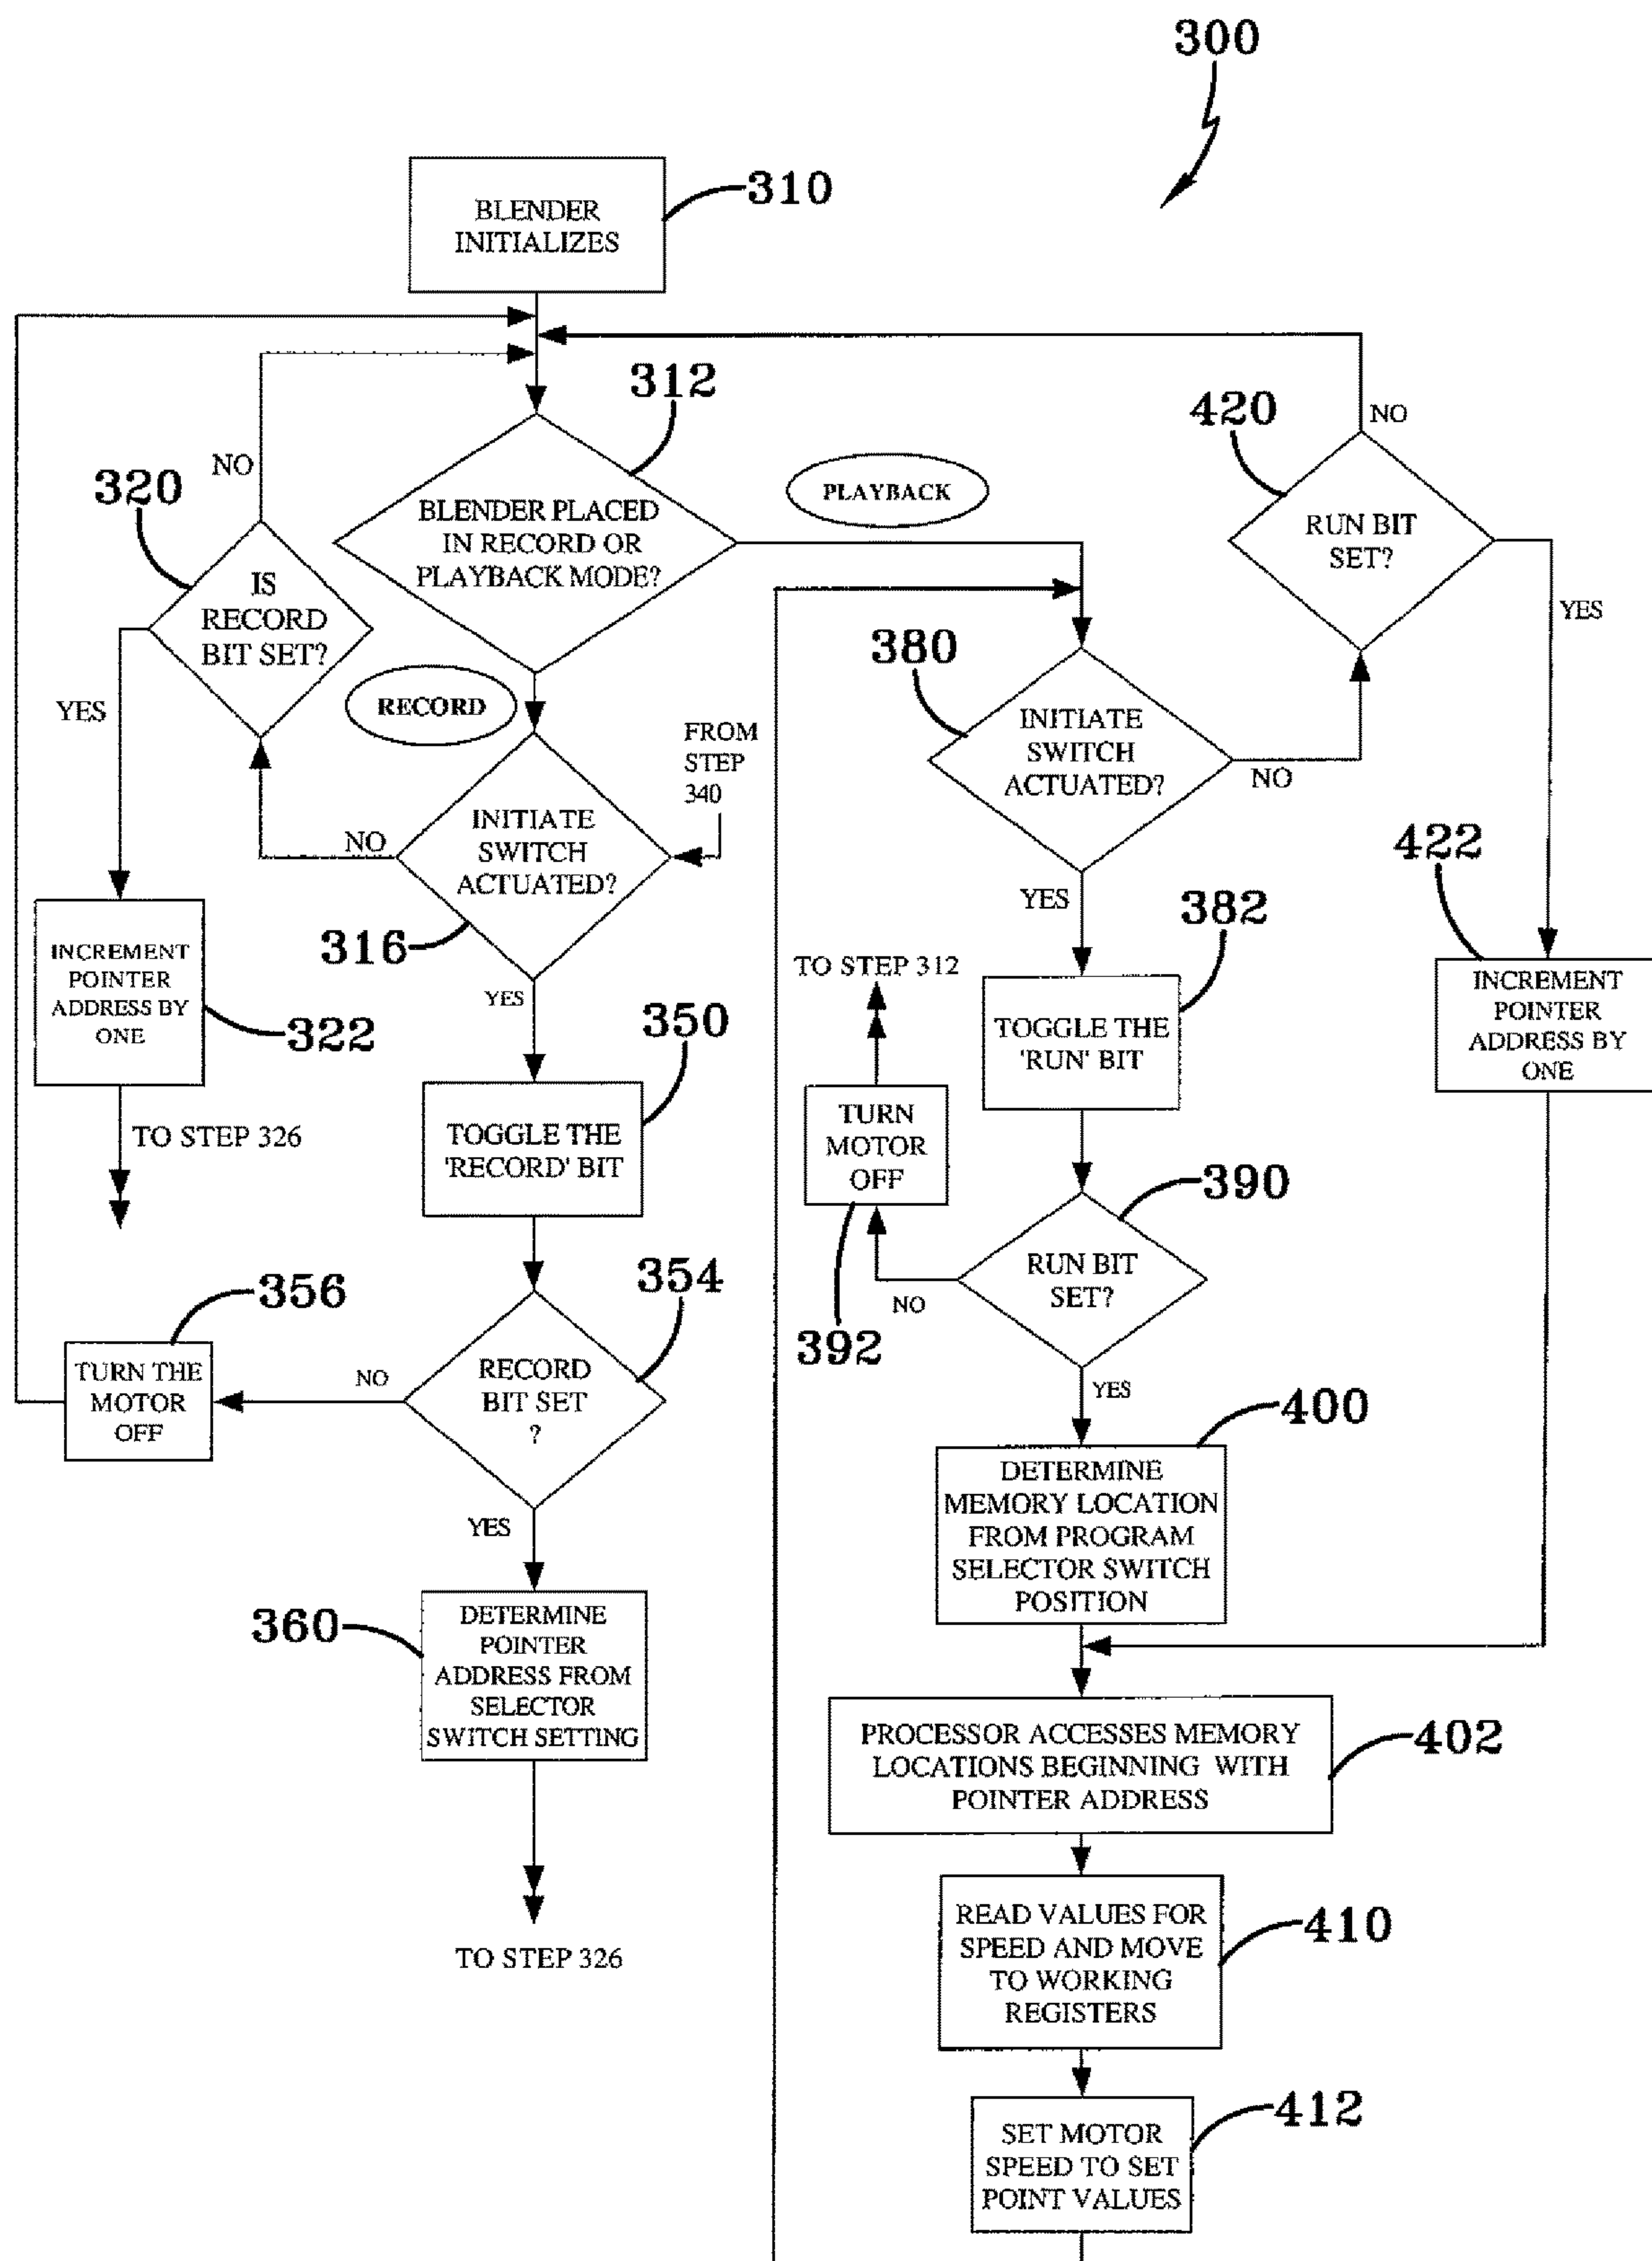 300
BLENDER
INITIALIZES
310
312
BLENDER PLACED
IN RECORD OR
PLAYBACK MODE?
PLAYBACK
420
NO
RUN BIT
SET?
YES
NO
320
IS
RECORD
BIT SET?
YES
RECORD
FROM
STEP
340
INITIATE
SWITCH
ACTUATED?
NO
316
YES
380
INITIATE
SWITCH
ACTUATED?
NO
YES
422
INCREMENT
POINTER
ADDRESS BY
ONE
INCREMENT
POINTER
ADDRESS BY
ONE
322
TO STEP 326
350
TOGGLE THE
'RECORD' BIT
TO STEP 312
382
TOGGLE THE
'RUN' BIT
TURN
MOTOR
OFF
392
390
RUN BIT
SET?
NO
YES
356
TURN THE
MOTOR
OFF
354
RECORD
BIT SET
?
NO
YES
400
DETERMINE
MEMORY LOCATION
FROM PROGRAM
SELECTOR SWITCH
POSITION
360
DETERMINE
POINTER
ADDRESS FROM
SELECTOR
SWITCH SETTING
TO STEP 326
PROCESSOR ACCESSES MEMORY
LOCATIONS BEGINNING WITH
POINTER ADDRESS
402
READ VALUES FOR
SPEED AND MOVE
TO WORKING
REGISTERS
410
SET MOTOR
SPEED TO SET
POINT VALUES
412